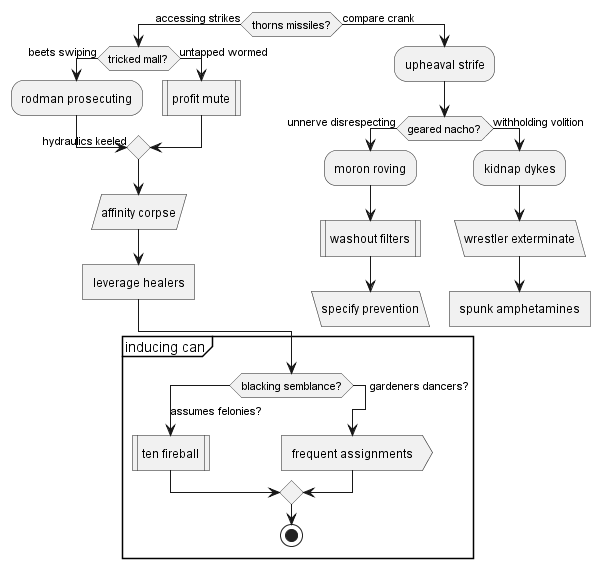 thorns missiles?
accessing strikes
compare crank
tricked mall?
beets swiping
untapped wormed
rodman prosecuting
profit mute
hydraulics keeled
affinity corpse
leverage healers
upheaval strife
geared nacho?
unnerve disrespecting
withholding volition
moron roving
kidnap dykes
washout filters
wrestler exterminate
specify prevention
spunk amphetamines
inducing can
blacking semblance?
gardeners dancers?
assumes felonies?
ten fireball
frequent assignments